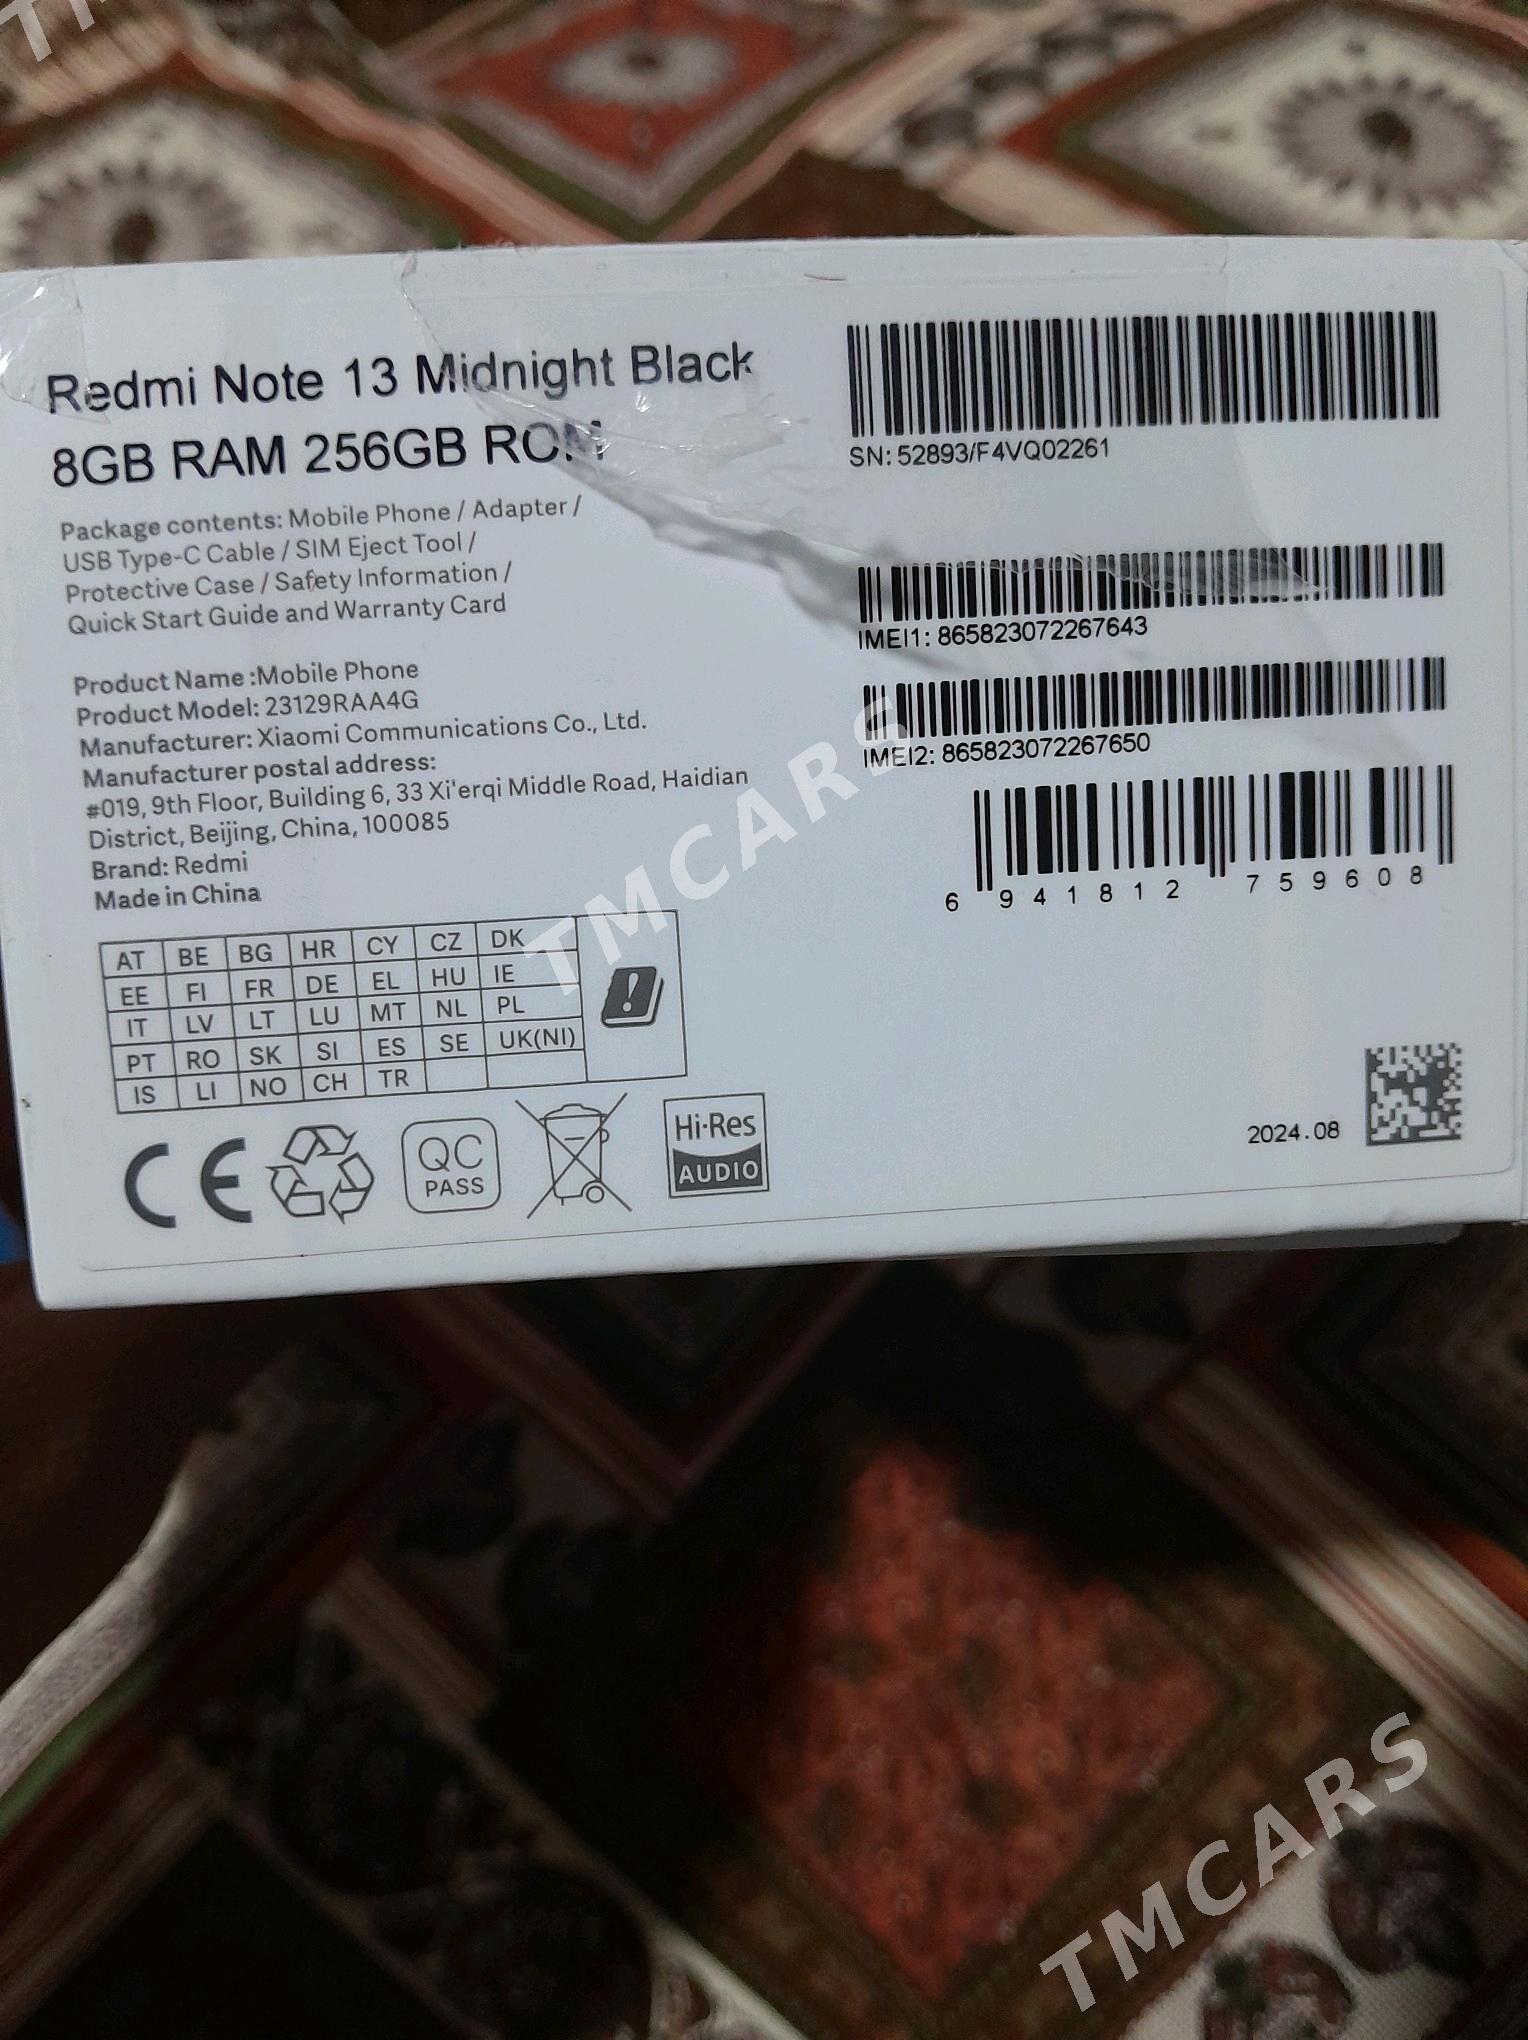 Redmi Note 13 Midnight Black
8GB RAM 256GB ROM
Package contents: Mobile Phone / Adapter /
USB Type-C Cable / SIM Eject Tool /
Protective Case / Safety Information /
Quick Start Guide and Warranty Card
Product Name :Mobile Phone
Product Model: 23129RAA4G
Manufacturer: Xiaomi Communications Co., Ltd.
Manufacturer postal address:
#019, 9th Floor, Building 6, 33 Xi'erqi Middle Road, Haidian
District, Beijing, China, 100085
Brand: Redmi
Made in China
AT BE BG HR CY CZ DK
EE FI FR DE EL HU IE
IT LV LT LU MT NL PL
PT RO SK SI ES SE UK(NI)
IS LI NO CH TR
CE
QC
PASS
Hi-Res
AUDIO
SN: 52893/F4VQ02261
IMEI1: 865823072267643
IMEI2: 865823072267650
6 941812 759608
2024.08
TMCARS
TMCARS